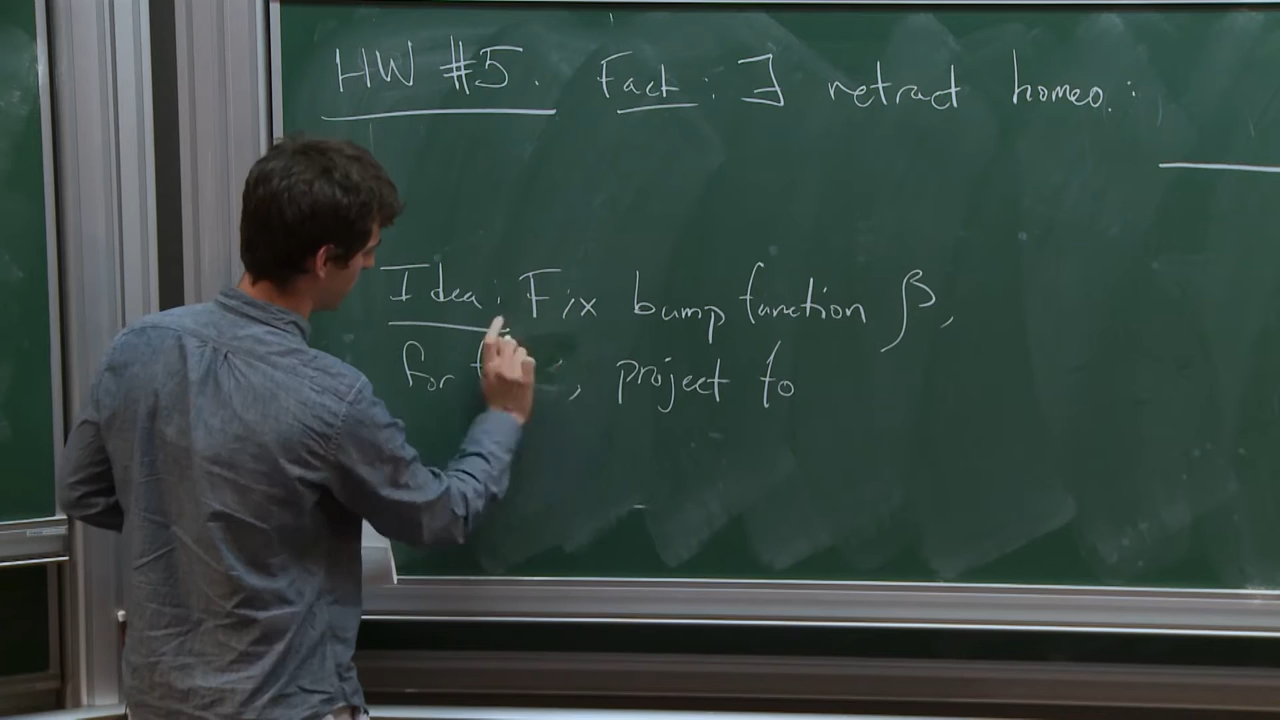 HW #5. Fact: ∃ retract homeo.:
Idea: Fix bump function β,
for , project to